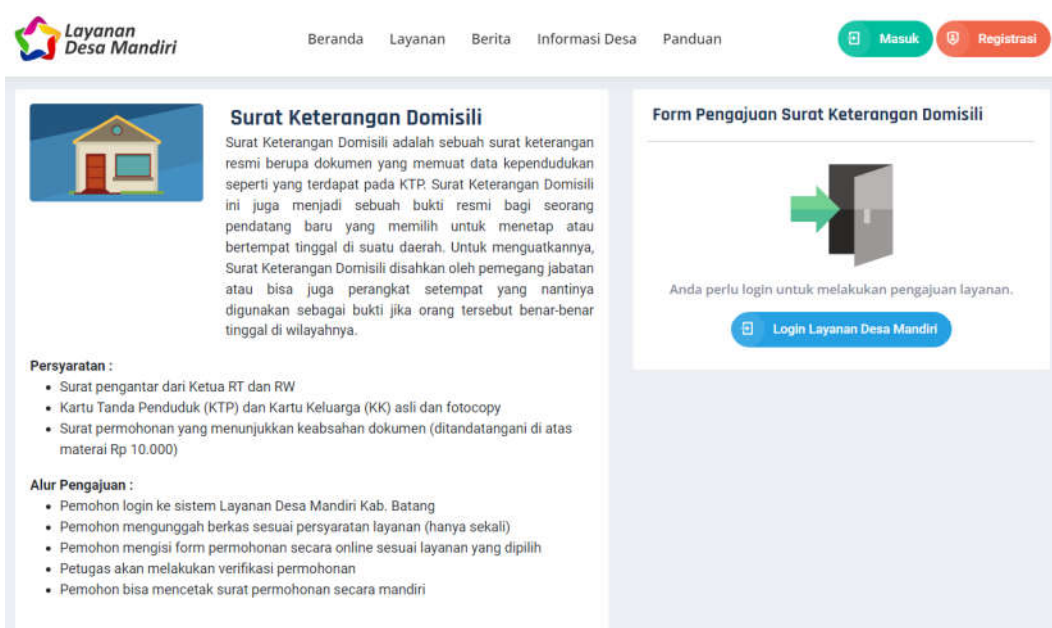 Layanan
Desa Mandiri
Beranda Layanan Berita Informasi Desa Panduan
Masuk
Registrasi
Surat Keterangan Domisili
Surat Keterangan Domisili adalah sebuah surat keterangan
resmi berupa dokumen yang memuat data kependudukan
seperti yang terdapat pada KTP. Surat Keterangan Domisili
ini juga menjadi sebuah bukti resmi bagi seorang
pendatang baru yang memilih untuk menetap atau
bertempat tinggal di suatu daerah. Untuk menguatkannya,
Surat Keterangan Domisili disahkan oleh pemegang jabatan
atau bisa juga perangkat setempat yang nantinya
digunakan sebagai bukti jika orang tersebut benar-benar
tinggal di wilayahnya.
Persyaratan :
• Surat pengantar dari Ketua RT dan RW
• Kartu Tanda Penduduk (KTP) dan Kartu Keluarga (KK) asli dan fotocopy
• Surat permohonan yang menunjukkan keabsahan dokumen (ditandatangani di atas
materai Rp 10.000)
Alur Pengajuan :
• Pemohon login ke sistem Layanan Desa Mandiri Kab. Batang
• Pemohon mengunggah berkas sesuai persyaratan layanan (hanya sekali)
• Pemohon mengisi form permohonan secara online sesuai layanan yang dipilih
• Petugas akan melakukan verifikasi permohonan
• Pemohon bisa mencetak surat permohonan secara mandiri
Form Pengajuan Surat Keterangan Domisili
Anda perlu login untuk melakukan pengajuan layanan.
Login Layanan Desa Mandiri